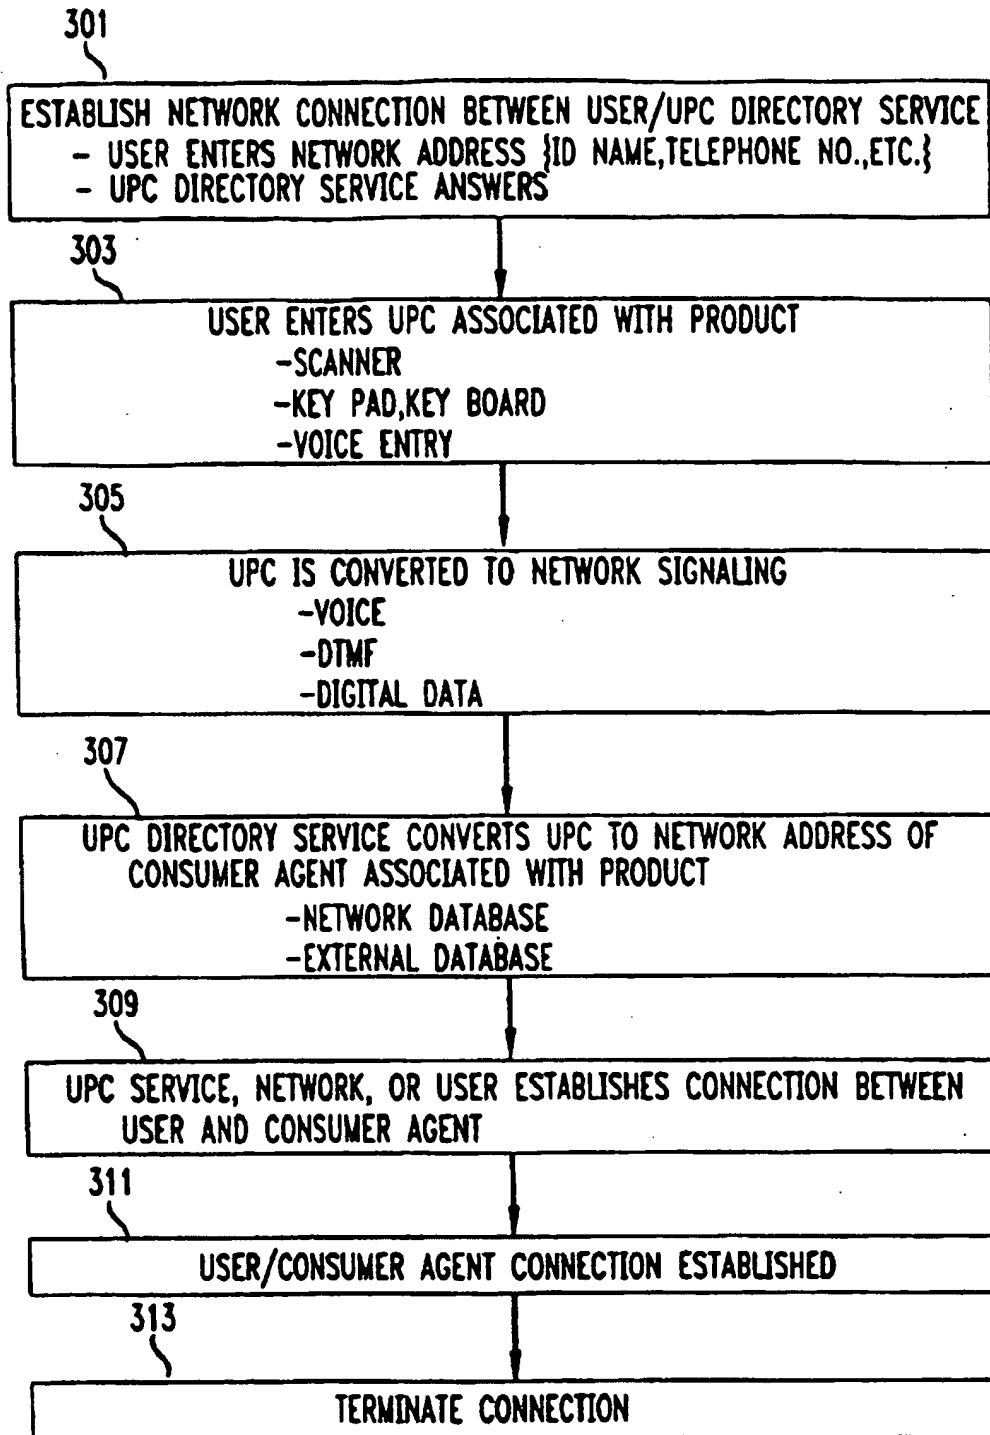 301
ESTABLISH NETWORK CONNECTION BETWEEN USER/UPC DIRECTORY SERVICE
- USER ENTERS NETWORK ADDRESS {ID NAME,TELEPHONE NO.,ETC.}
- UPC DIRECTORY SERVICE ANSWERS
303
USER ENTERS UPC ASSOCIATED WITH PRODUCT
-SCANNER
-KEY PAD,KEY BOARD
-VOICE ENTRY
305
UPC IS CONVERTED TO NETWORK SIGNALING
-VOICE
-DTMF
-DIGITAL DATA
307
UPC DIRECTORY SERVICE CONVERTS UPC TO NETWORK ADDRESS OF
CONSUMER AGENT ASSOCIATED WITH PRODUCT
-NETWORK DATABASE
-EXTERNAL DATABASE
309
UPC SERVICE, NETWORK, OR USER ESTABLISHES CONNECTION BETWEEN
USER AND CONSUMER AGENT
311
USER/CONSUMER AGENT CONNECTION ESTABLISHED
313
TERMINATE CONNECTION